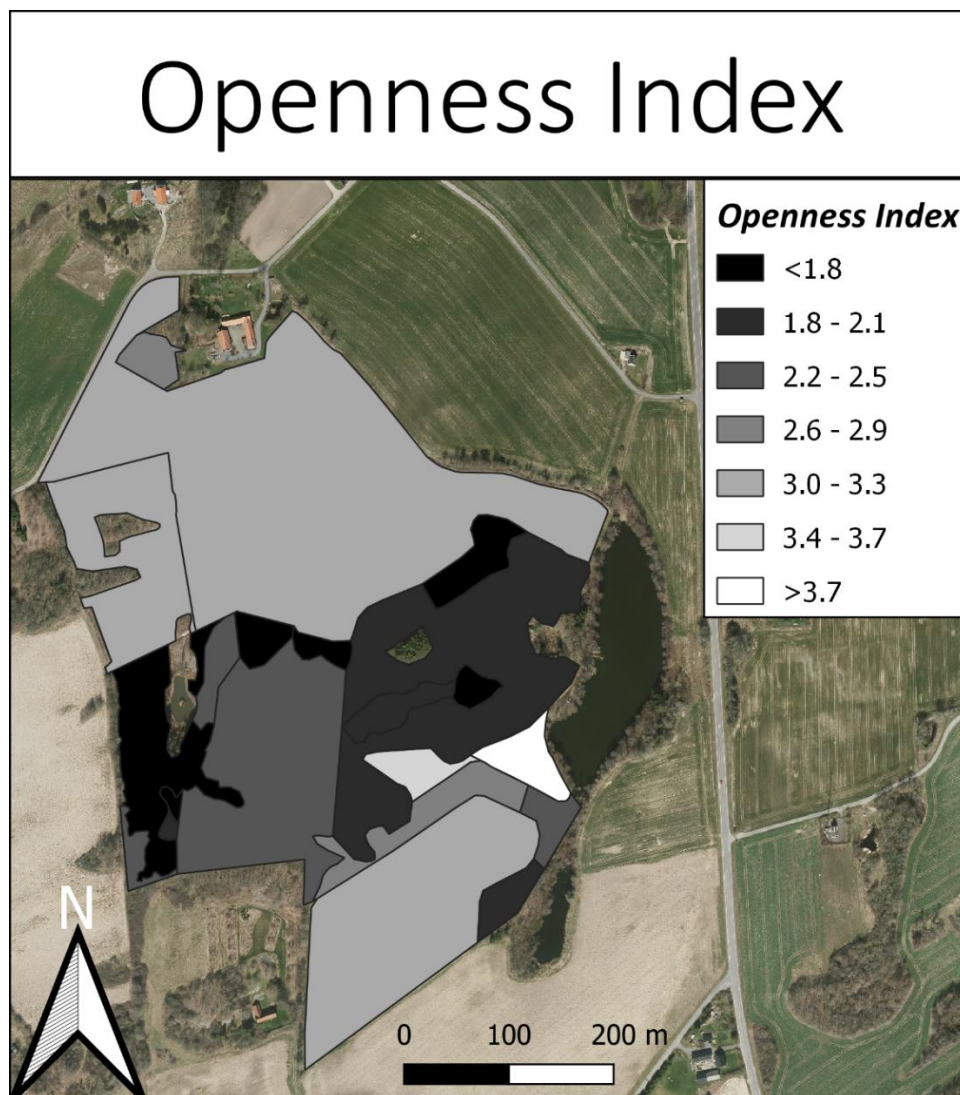 Openness Index
Openness Index
<1.8
1.8 - 2.1
2.2 - 2.5
2.6 - 2.9
3.0 - 3.3
3.4 - 3.7
>3.7
N
0 100 200 m